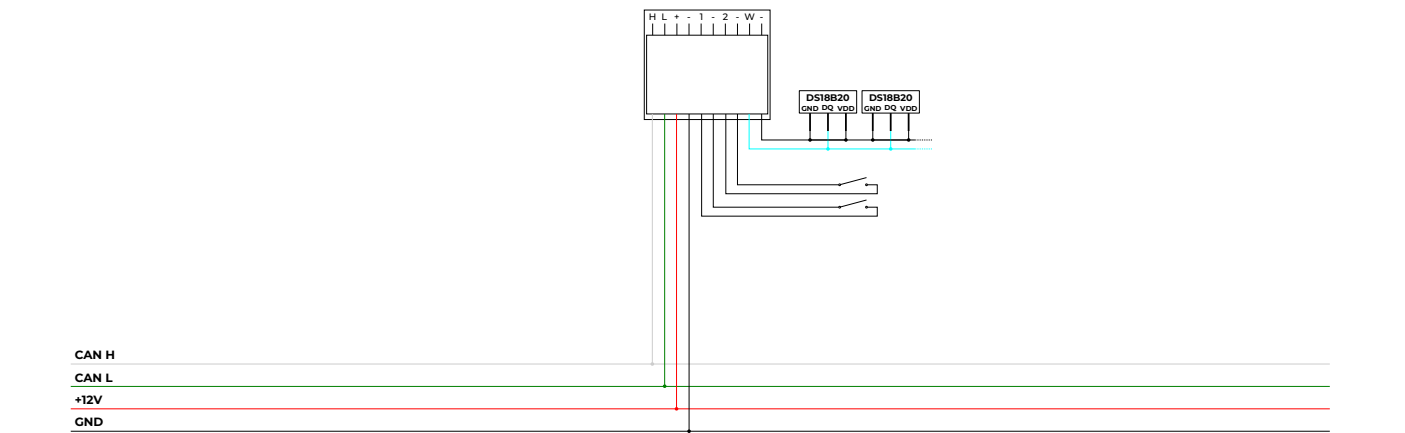 H L + - 1 - 2 - W -
DS18B20 DS18B20
GND DQ VDD GND DQ VDD
CAN H
CAN L
+12V
GND